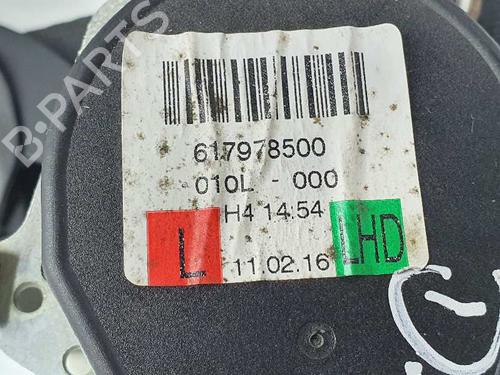 B-PARTS
617978500
010L - 000
H4 14:54
L
LHD
11.02.16